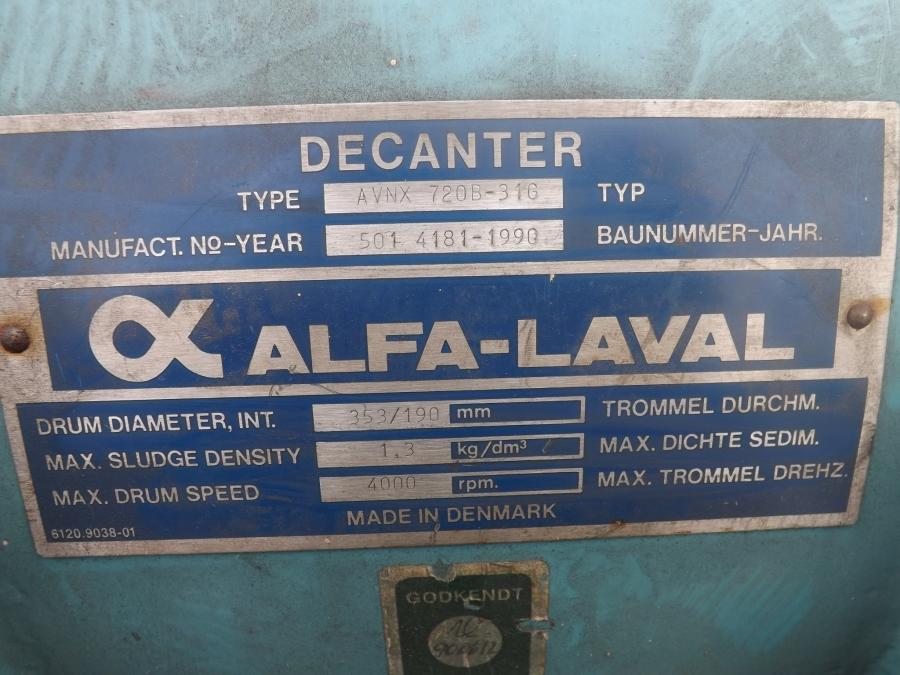 DECANTER
TYPE AVNX 720B-31G TYP
MANUFACT. Nº-YEAR 501 4181-1990 BAUNUMMER-JAHR.
ALFA-LAVAL
DRUM DIAMETER, INT. 353/190 mm TROMMEL DURCHM.
MAX. SLUDGE DENSITY 1,3 kg/dm³ MAX. DICHTE SEDIM.
MAX. DRUM SPEED 4000 rpm. MAX. TROMMEL DREHZ.
MADE IN DENMARK
6120.9038-01
GODKENDT